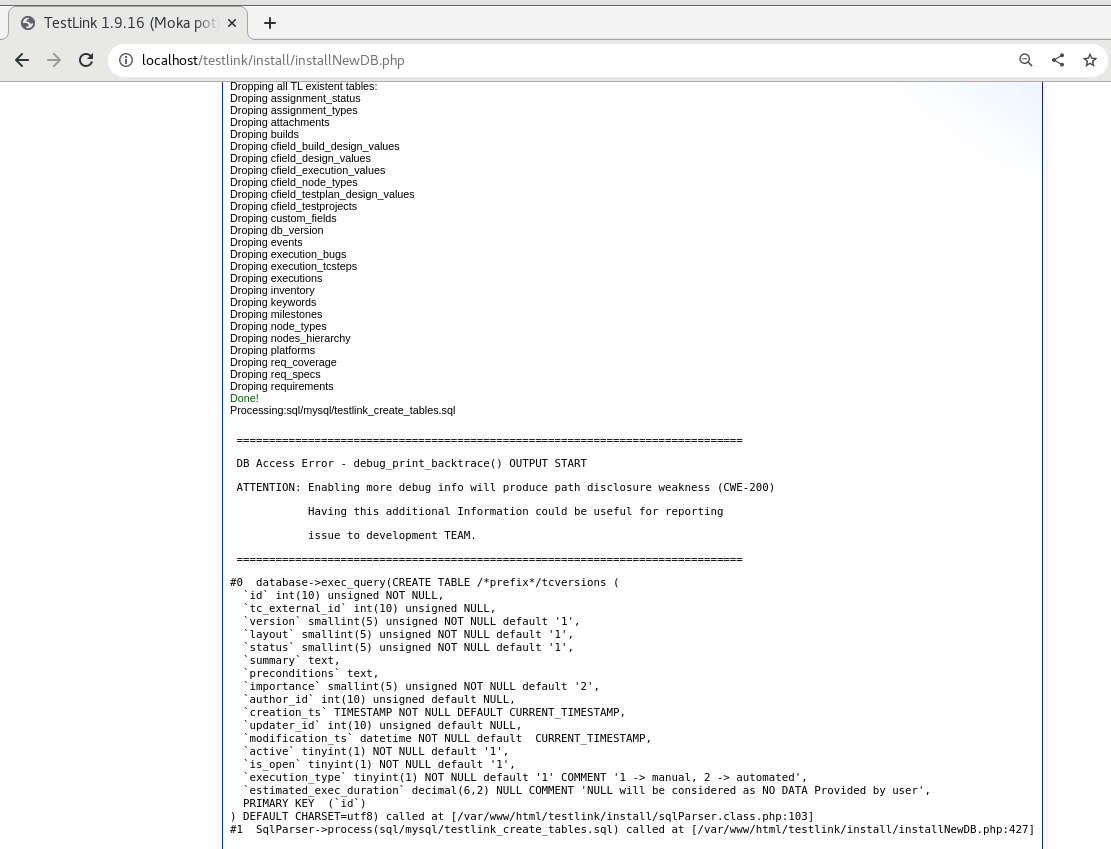 TestLink 1.9.16 (Moka pot)
localhost/testlink/install/installNewDB.php
Dropping all TL existent tables:
Droping assignment_status
Droping assignment_types
Droping attachments
Droping builds
Droping cfield_build_design_values
Droping cfield_design_values
Droping cfield_execution_values
Droping cfield_node_types
Droping cfield_testplan_design_values
Droping cfield_testprojects
Droping custom_fields
Droping db_version
Droping events
Droping execution_bugs
Droping execution_tcsteps
Droping executions
Droping inventory
Droping keywords
Droping milestones
Droping node_types
Droping nodes_hierarchy
Droping platforms
Droping req_coverage
Droping req_specs
Droping requirements
Done!
Processing:sql/mysql/testlink_create_tables.sql
==============================================================================
DB Access Error - debug_print_backtrace() OUTPUT START
ATTENTION: Enabling more debug info will produce path disclosure weakness (CWE-200)
Having this additional Information could be useful for reporting
issue to development TEAM.
==============================================================================
#0  database->exec_query(CREATE TABLE /*prefix*/tcversions (
  `id` int(10) unsigned NOT NULL,
  `tc_external_id` int(10) unsigned NULL,
  `version` smallint(5) unsigned NOT NULL default '1',
  `layout` smallint(5) unsigned NOT NULL default '1',
  `status` smallint(5) unsigned NOT NULL default '1',
  `summary` text,
  `preconditions` text,
  `importance` smallint(5) unsigned NOT NULL default '2',
  `author_id` int(10) unsigned default NULL,
  `creation_ts` TIMESTAMP NOT NULL DEFAULT CURRENT_TIMESTAMP,
  `updater_id` int(10) unsigned default NULL,
  `modification_ts` datetime NOT NULL default  CURRENT_TIMESTAMP,
  `active` tinyint(1) NOT NULL default '1',
  `is_open` tinyint(1) NOT NULL default '1',
  `execution_type` tinyint(1) NOT NULL default '1' COMMENT '1 -> manual, 2 -> automated',
  `estimated_exec_duration` decimal(6,2) NULL COMMENT 'NULL will be considered as NO DATA Provided by user',
  PRIMARY KEY  (`id`)
) DEFAULT CHARSET=utf8) called at [/var/www/html/testlink/install/sqlParser.class.php:103]
#1  SqlParser->process(sql/mysql/testlink_create_tables.sql) called at [/var/www/html/testlink/install/installNewDB.php:427]